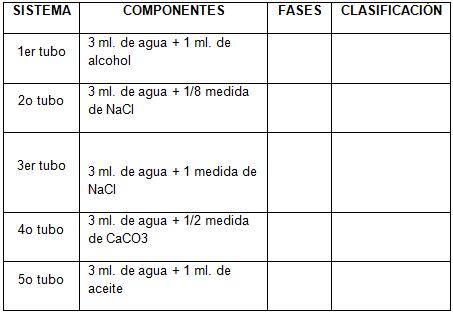 SISTEMA COMPONENTES FASES CLASIFICACIÓN
1er tubo
3 ml. de agua + 1 ml. de
alcohol
2o tubo
3 ml. de agua + 1/8 medida
de NaCl
3er tubo
3 ml. de agua + 1 medida de
NaCl
4o tubo
3 ml. de agua + 1/2 medida
de CaCO3
5o tubo
3 ml. de agua + 1 ml. de
aceite